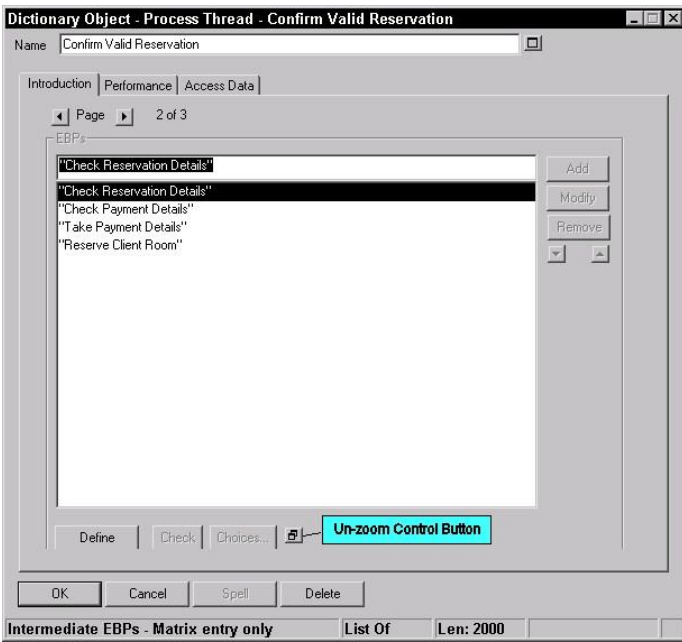 Dictionary Object - Process Thread - Confirm Valid Reservation
Name Confirm Valid Reservation
Introduction Performance Access Data
Page 2 of 3
EBPs
"Check Reservation Details"
Add
"Check Reservation Details"
Modify
"Check Payment Details"
"Take Payment Details"
Remove
"Reserve Client Room"
Define Check Choices... Un-zoom Control Button
OK Cancel Spell Delete
Intermediate EBPs - Matrix entry only List Of Len: 2000